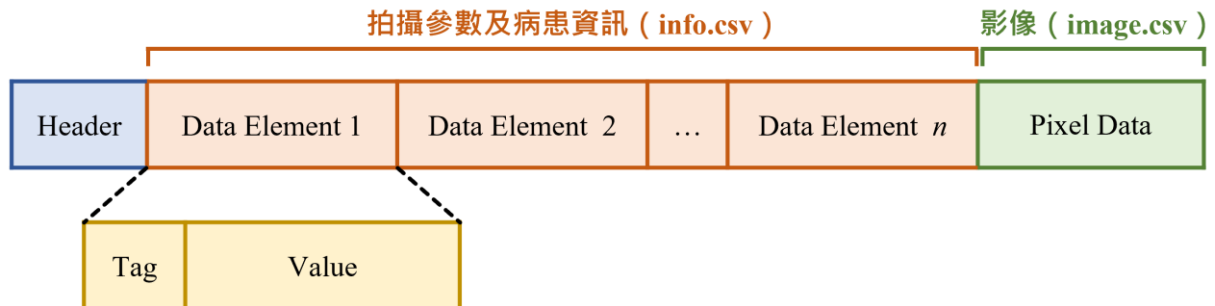 拍攝參數及病患資訊（info.csv）
影像（image.csv）
Header
Data Element 1
Data Element 2
…
Data Element n
Pixel Data
Tag
Value